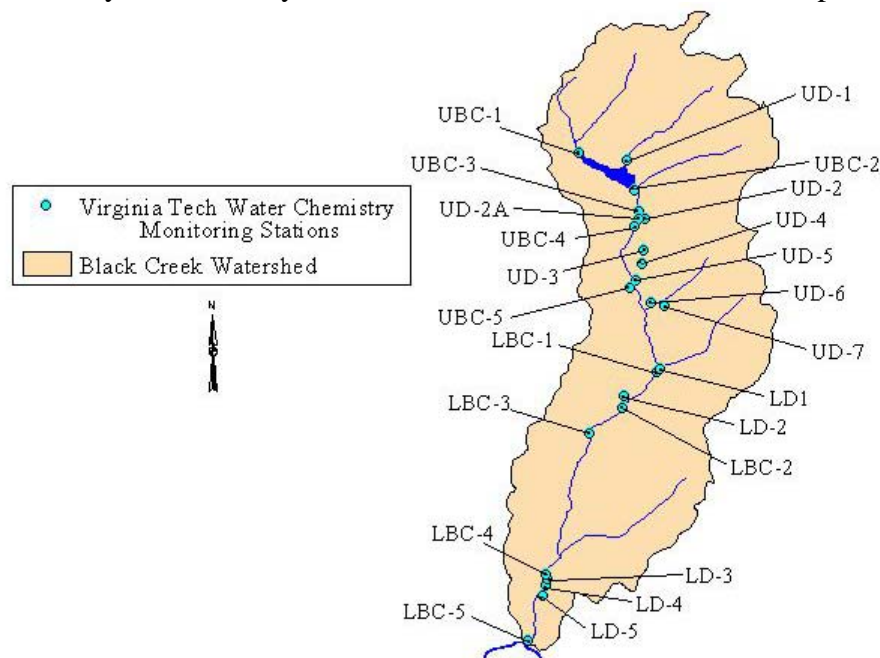 UBC-1
UD-1
UBC-3
UBC-2
UD-2
UD-2A
UD-4
UBC-4
UD-5
UD-3
UD-6
UBC-5
LBC-1
UD-7
LD1
LBC-3
LD-2
LBC-2
LBC-4
LD-3
LD-4
LBC-5
LD-5
Virginia Tech Water Chemistry
Monitoring Stations
Black Creek Watershed
N